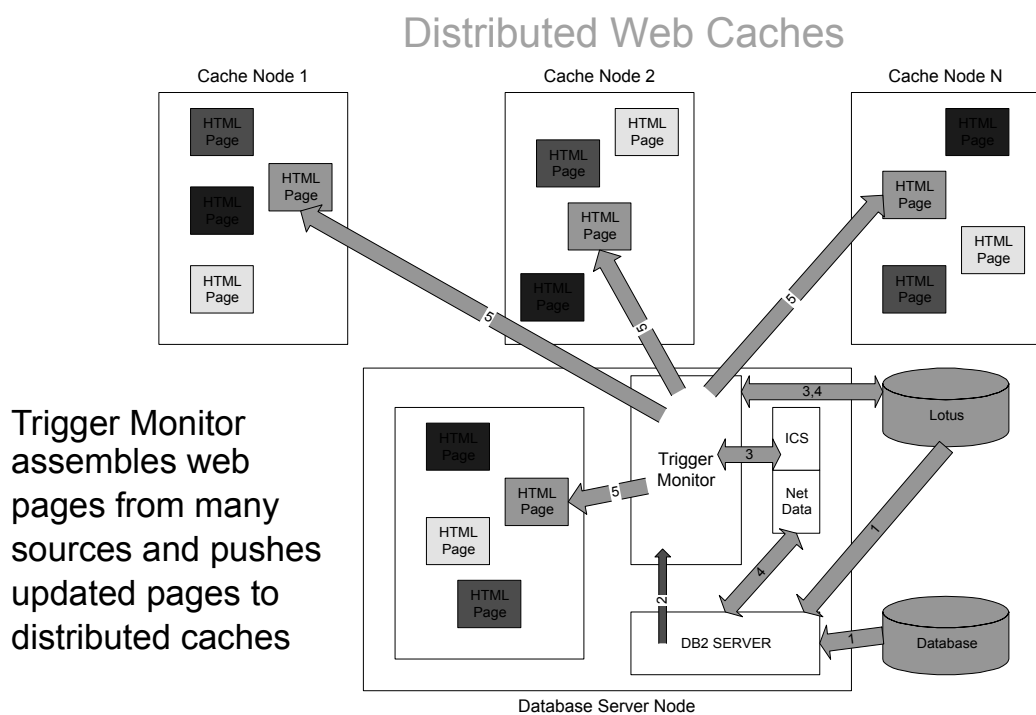 Distributed Web Caches
Cache Node 1
Cache Node 2
Cache Node N
HTML
Page
HTML
Page
HTML
Page
HTML
Page
HTML
Page
HTML
Page
HTML
Page
HTML
Page
HTML
Page
HTML
Page
HTML
Page
HTML
Page
5
5
5
Trigger Monitor
assembles web
pages from many
sources and pushes
updated pages to
distributed caches
HTML
Page
HTML
Page
HTML
Page
HTML
Page
5
Trigger
Monitor
3,4
Lotus
3
ICS
Net
Data
1
4
2
DB2 SERVER
1
Database
Database Server Node